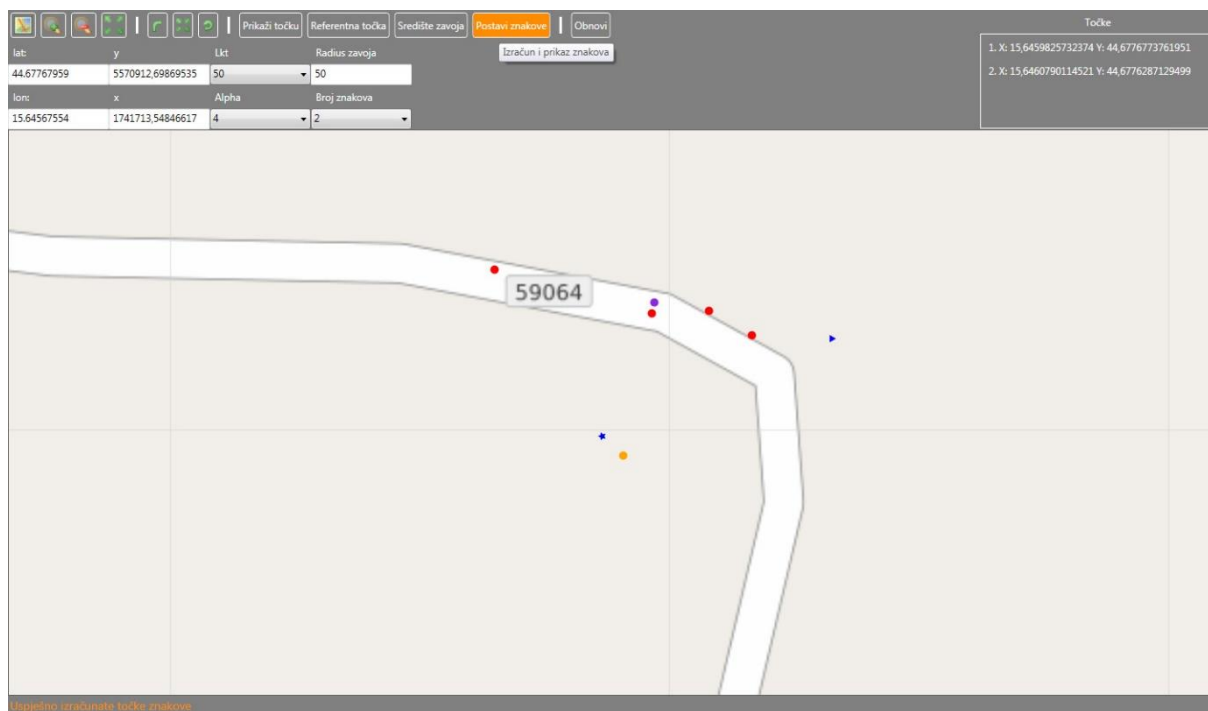 Prikaži točku Referentna točka Središte zavoja Postavi znakove Obnovi
Točke
Izračun i prikaz znakova
lat: y Lkt Radius zavoja
1. X: 15,6459825732374 Y: 44,6776773761951
44.67767959 5570912,69869535 50 50
2. X: 15,6460790114521 Y: 44,6776287129499
lon: x Alpha Broj znakova
15.64567554 1741713,54846617 4 2
59064
Uspješno izračunate točke znakove